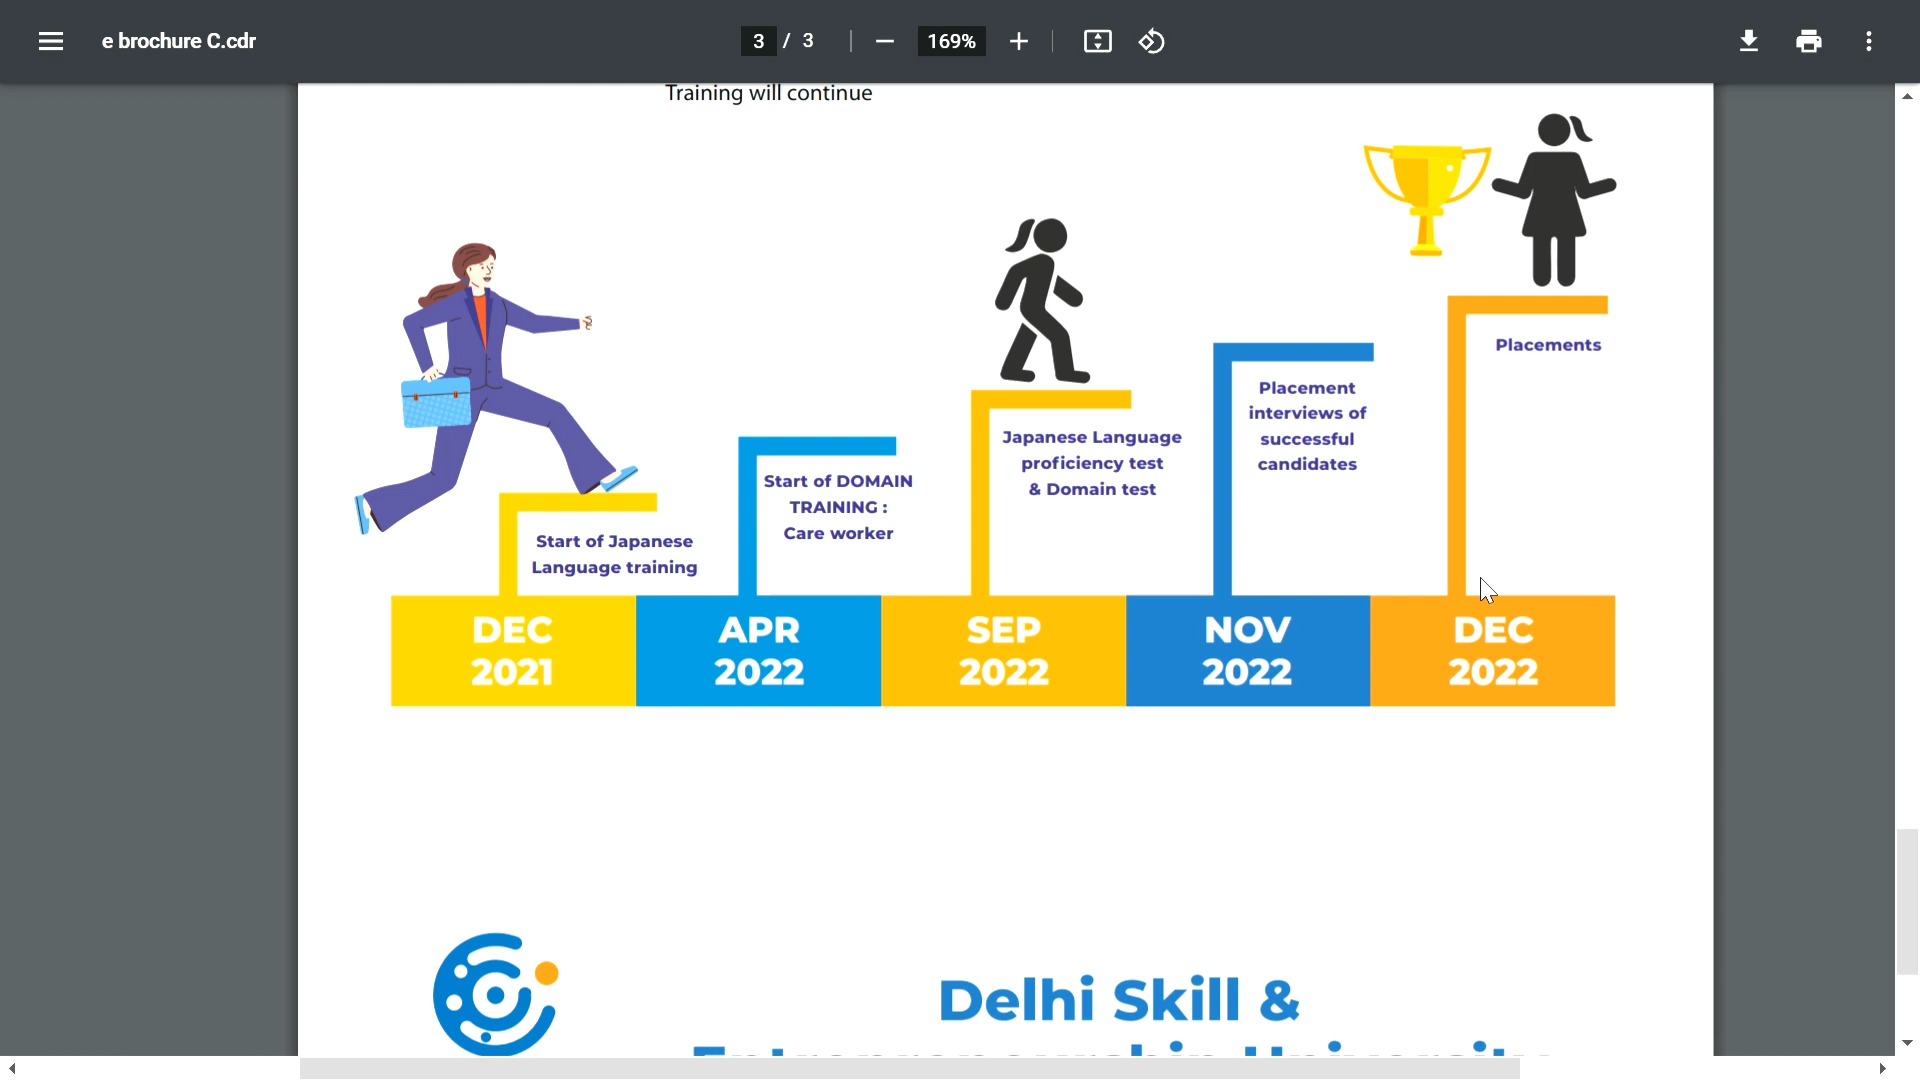 e brochure C.cdr
3 / 3
169%
Training will continue
Placements
Placement
interviews of
successful
candidates
Japanese Language
proficiency test
& Domain test
Start of DOMAIN
TRAINING :
Care worker
Start of Japanese
Language training
DEC
2021
APR
2022
SEP
2022
NOV
2022
DEC
2022
Delhi Skill &
Entrepreneurship University